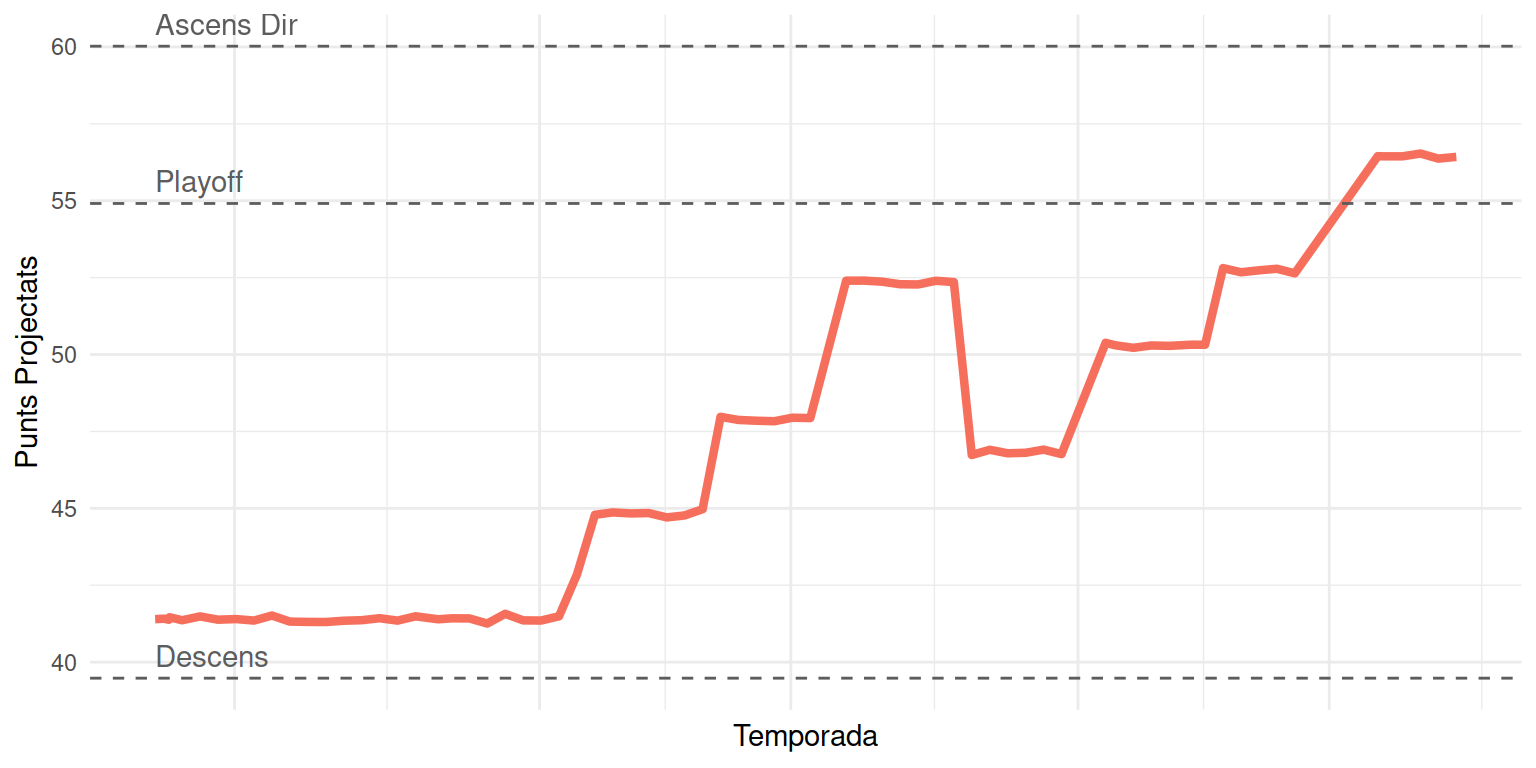 Ascens Dir
60
Playoff
55
50
45
Descens
40
Punts Projectats
Temporada